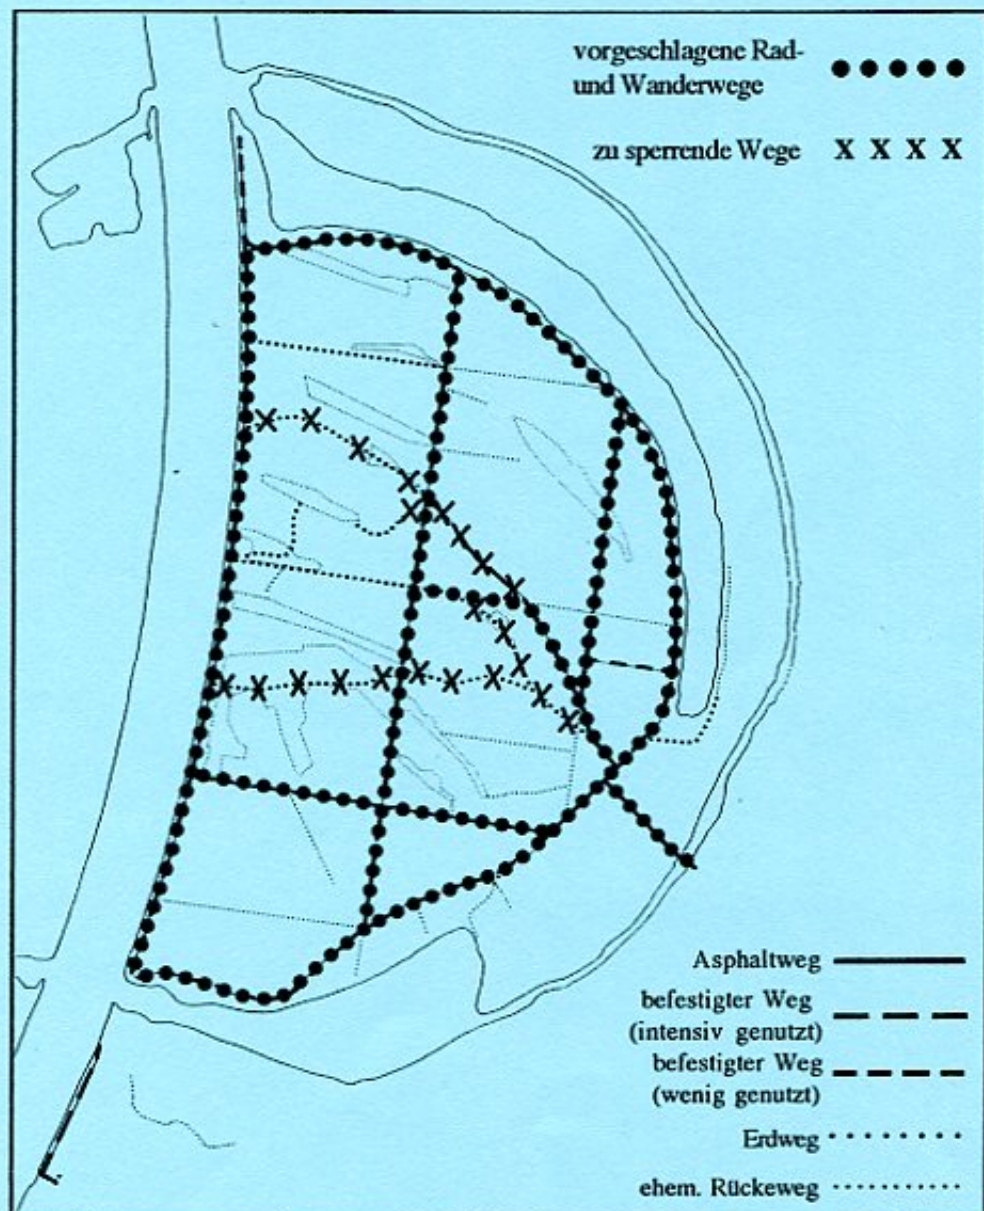 vorgeschlagene Rad-
und Wanderwege
zu sperrende Wege X X X X
Asphaltweg
befestigter Weg
(intensiv genutzt)
befestigter Weg
(wenig genutzt)
Erdweg
ehem. Rückeweg